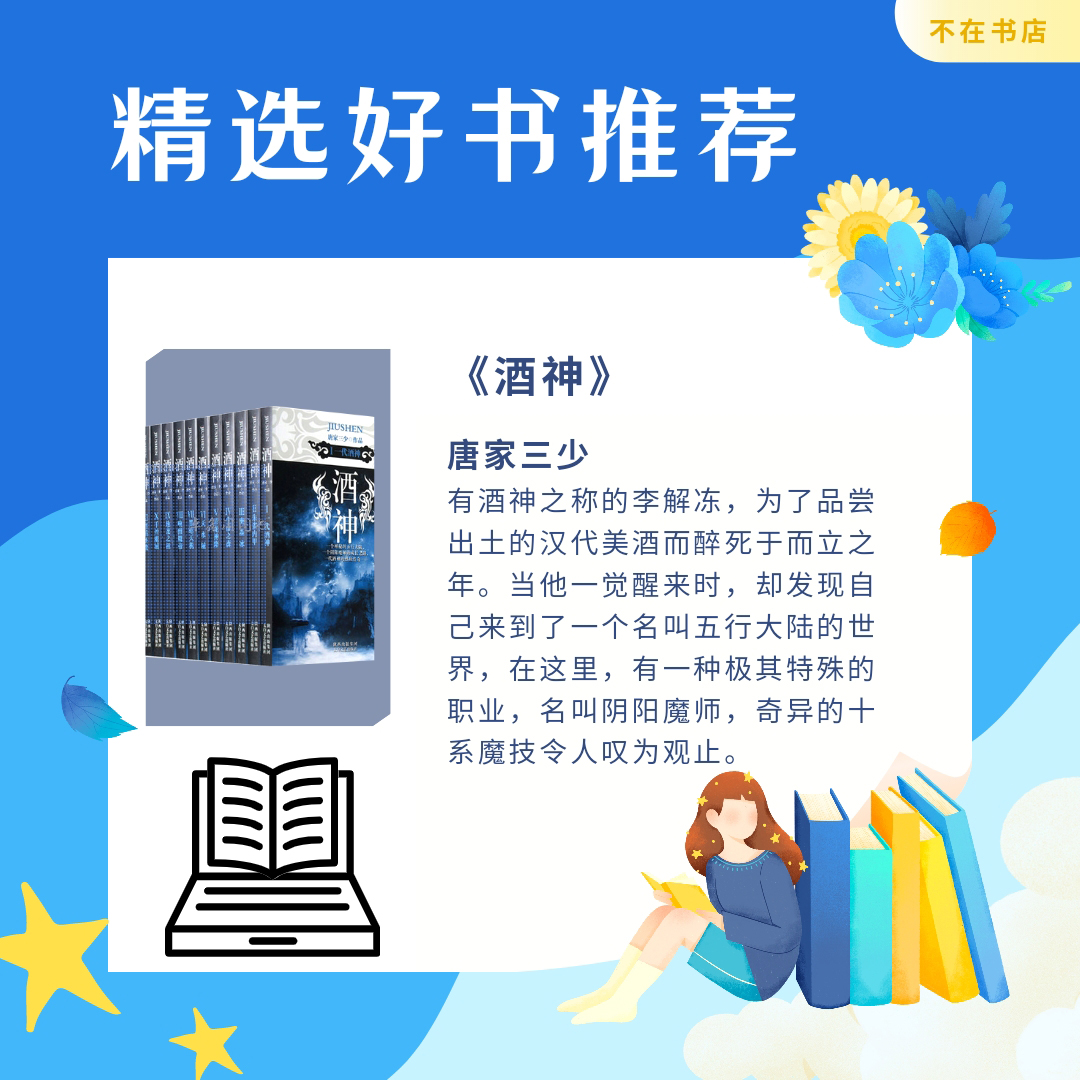 不在书店
精选好书推荐
《酒神》
唐家三少
有酒神之称的李解冻，为了品尝
出土的汉代美酒而醉死于而立之
年。当他一觉醒来时，却发现自
己来到了一个名叫五行大陆的世
界，在这里，有一种极其特殊的
职业，名叫阴阳魔师，奇异的十
系魔技令人叹为观止。
JIUSHEN
唐家三少 作品
一代酒神
酒神